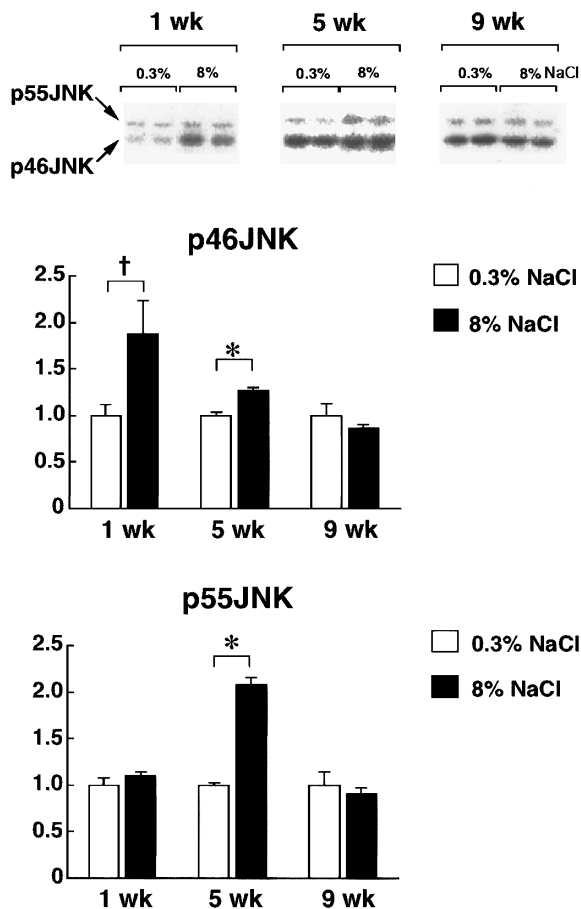 1 wk 5 wk 9 wk
0.3% 8% 0.3% 8% 0.3% 8% NaCl
p55JNK
p46JNK
p46JNK
2.5
2.0
1.5
1.0
0.5
0
†
*
0.3% NaCl
8% NaCl
1 wk 5 wk 9 wk
p55JNK
2.5
2.0
1.5
1.0
0.5
0
*
0.3% NaCl
8% NaCl
1 wk 5 wk 9 wk